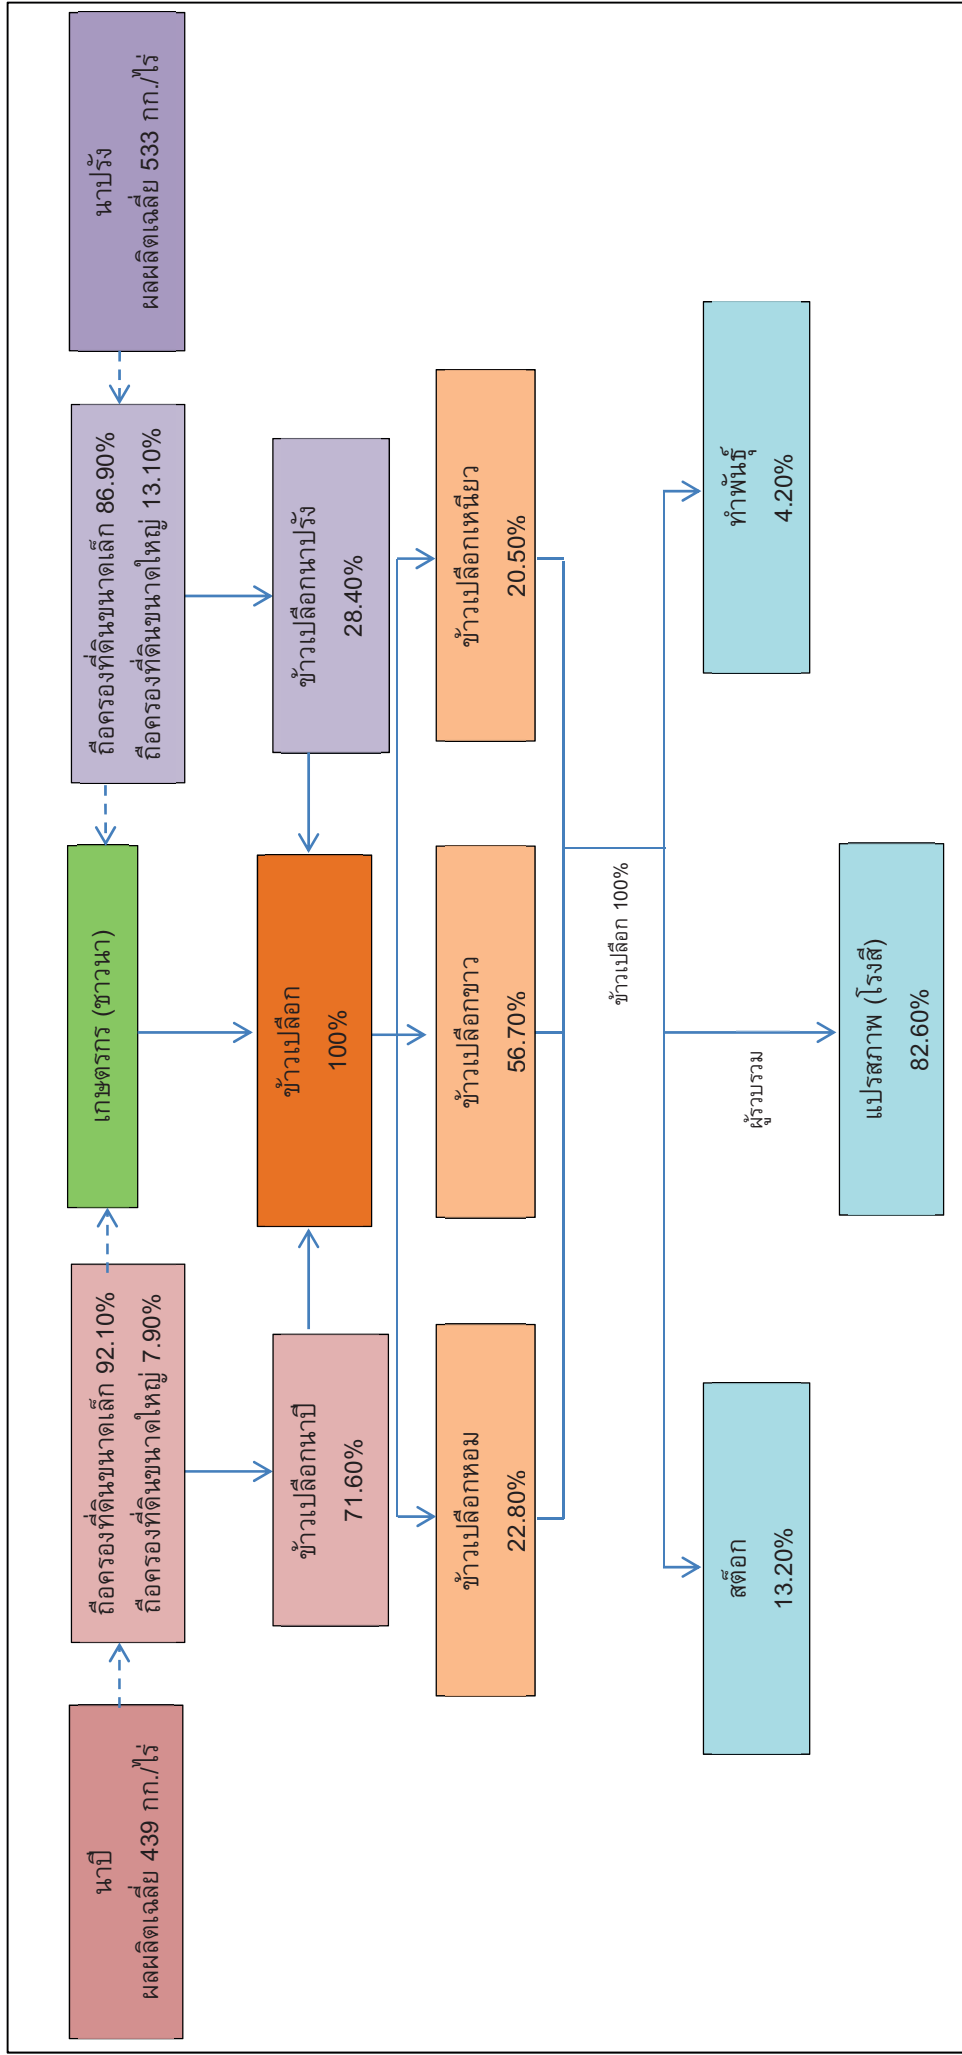 นาปี
ผลผลิตเฉลี่ย 439 กก./ไร่
ถือครองที่ดินขนาดเล็ก 92.10%
ถือครองที่ดินขนาดใหญ่ 7.90%
เกษตรกร (ชาวนา)
ถือครองที่ดินขนาดเล็ก 86.90%
ถือครองที่ดินขนาดใหญ่ 13.10%
นาปรัง
ผลผลิตเฉลี่ย 533 กก./ไร่
ข้าวเปลือกนาปี
71.60%
ข้าวเปลือก
100%
ข้าวเปลือกนาปรัง
28.40%
ข้าวเปลือกหอม
22.80%
ข้าวเปลือกขาว
56.70%
ข้าวเปลือกเหนียว
20.50%
ข้าวเปลือก 100%
สต็อก
13.20%
ผู้รวบรวม
ทำพันธุ์
4.20%
แปรสภาพ (โรงสี)
82.60%